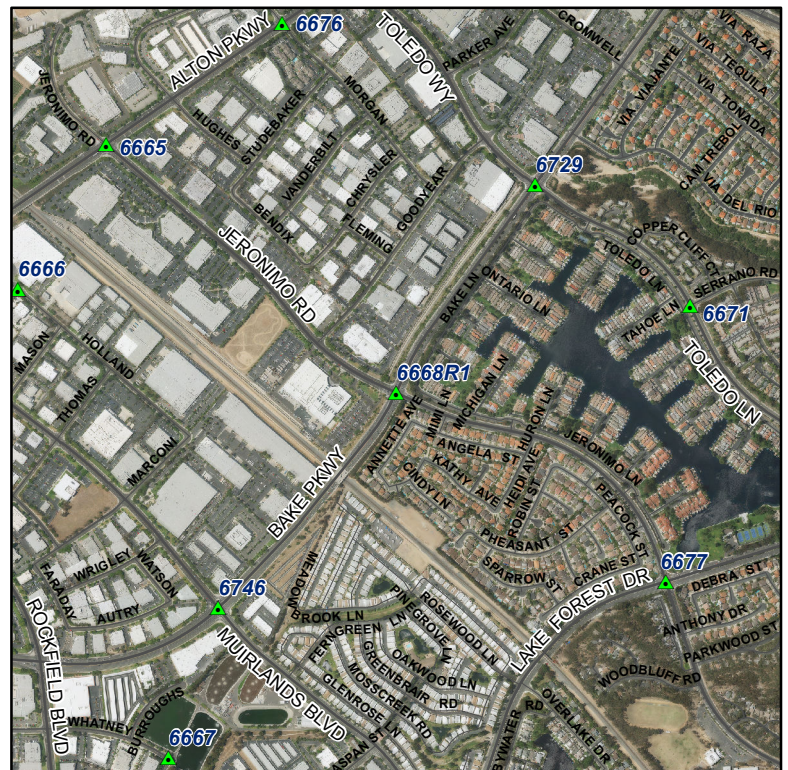 6676
ALTON PKWY
TOLEDO WY
PARKER AVE
CROMWELL
VIA RAZA
VIA TEQUILA
VIA VIAJANTE
VIA TONADA
CAM TREBOL
VIA DEL RIO
JERONIMO RD
6665
HUGHES
STUDEBAKER
MORGAN
VANDERBILT
CHRYSLER
GOODYEAR
FLEMING
BENDIX
6729
COPPER CLIFF CT
TOLEDO LN
SERRANO RD
TAHOE LN
6671
TOLEDO LN
JERONIMO RD
BAKE LN
ONTARIO LN
6666
MASON
HOLLAND
THOMAS
MARCONI
6668R1
ANNETTE AVE
MIMI LN
MICHIGAN LN
HURON LN
ANGELA ST
KATHY AVE
CINDY LN
HEIDI AVE
ROBIN ST
JERONIMO LN
PEACOCK ST
PHEASANT ST
SPARROW ST
CRANE ST
BAKE PKWY
6677
DEBRA ST
LAKE FOREST DR
ANTHONY DR
PARKWOOD ST
WOODBLUFF RD
WRIGLEY
WATSON
FARADAY
AUTRY
6746
MEADOW
BROOK LN
PINEGROVE LN
ROSEWOOD LN
FERNGREEN LN
OAKWOOD LN
GREENBRAIR RD
MOSSCREEK RD
GLENROSE LN
ASPAN ST
MUIRLANDS BLVD
ROCKFIELD BLVD
WHATNEY
BURROUGHS
6667
BYWATER RD
OVERLAKE DR